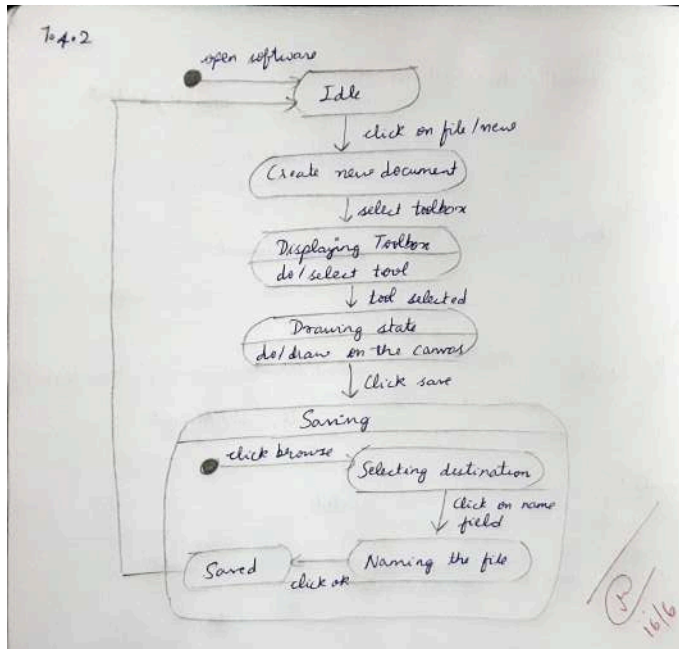 7.4.2
open software
Idle
click on file/new
Create new document
select toolbox
Displaying Toolbox
do/select tool
tool selected
Drawing state
do/draw on the canvas
Click save
Saving
click browse
Selecting destination
Click on name
field
Naming the file
click ok
Saved
16/6